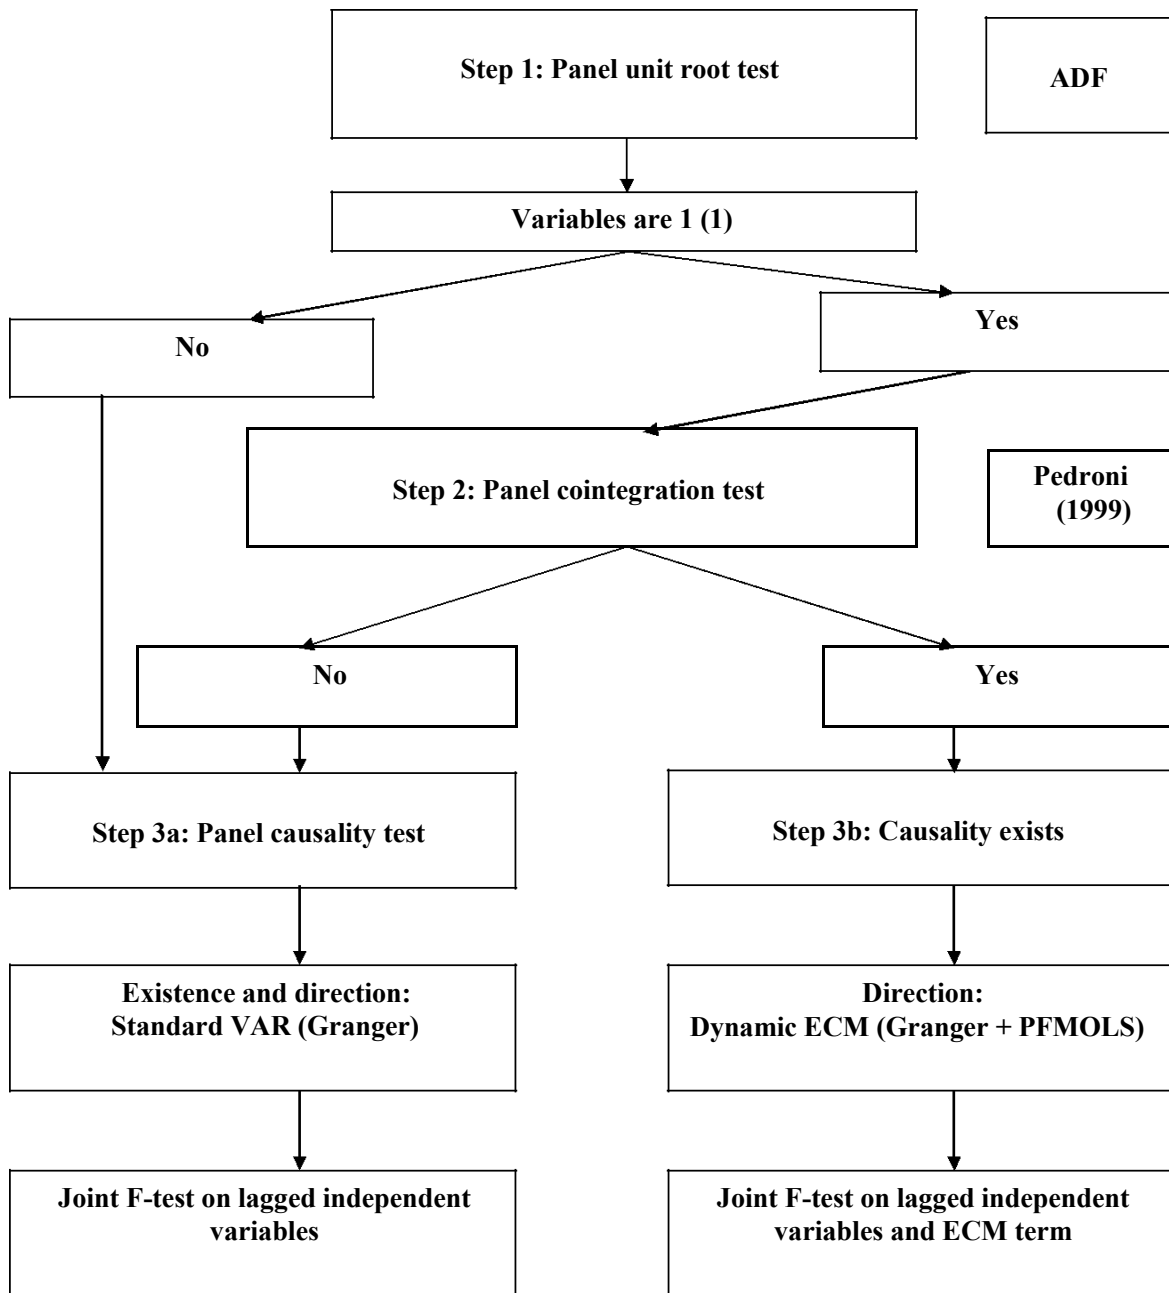 Step 1: Panel unit root test
ADF
Variables are 1 (1)
No
Yes
Step 2: Panel cointegration test
Pedroni
(1999)
No
Yes
Step 3a: Panel causality test
Step 3b: Causality exists
Existence and direction:
Standard VAR (Granger)
Direction:
Dynamic ECM (Granger + PFMOLS)
Joint F-test on lagged independent
variables
Joint F-test on lagged independent
variables and ECM term